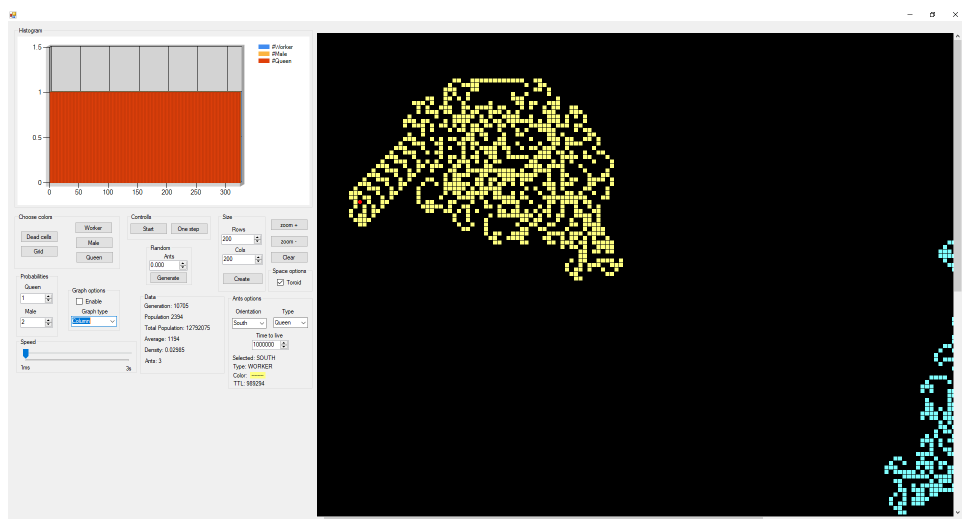 Histogram
1.5
1
0.5
0
0 50 100 150 200 250 300
#Worker
#Male
#Queen
Choose colors
Dead cells
Grid
Worker
Male
Queen
Controlls
Start One step
Random
Ants
0.000
Generate
Size
Rows
200
Cols
200
Create
zoom +
zoom -
Clear
Space options
Toroid
Probabilities
Queen
1
Male
2
Graph options
Enable
Graph type
Column
Data
Generation: 10705
Population 2394
Total Population: 12792075
Average: 1194
Density: 0.02985
Ants: 3
Ants options
Orientation Type
South Queen
Time to live
1000000
Selected: SOUTH
Type: WORKER
Color:
TTL: 989294
Speed
1ms 3s